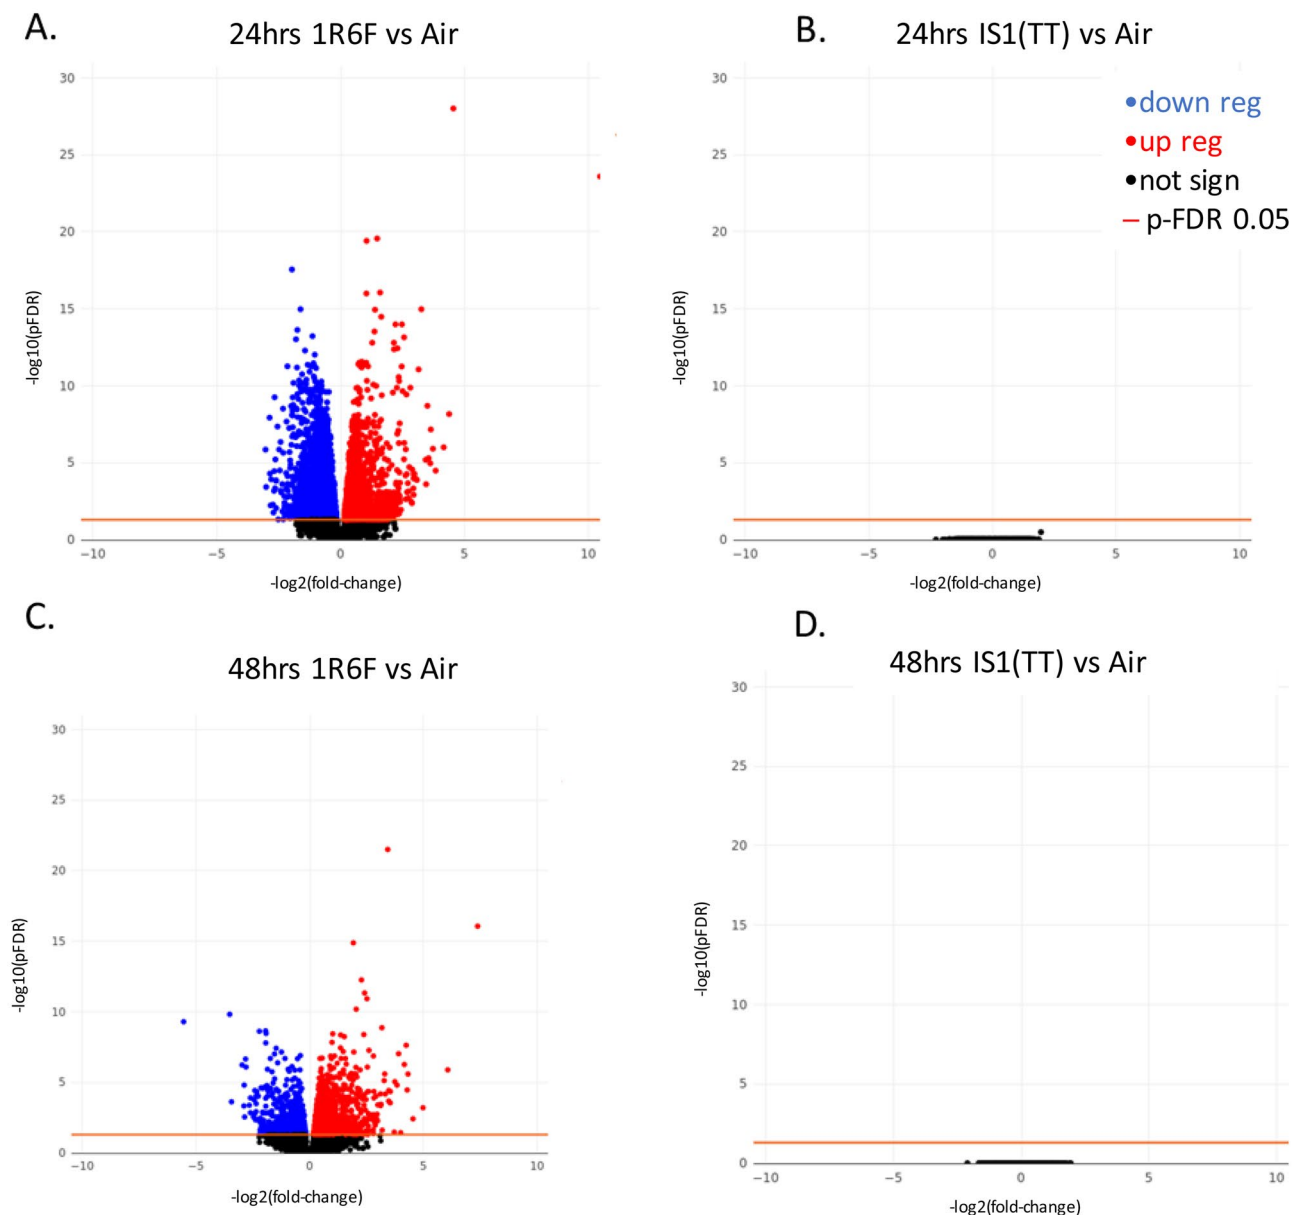 A.
24hrs 1R6F vs Air
30
25
20
15
10
5
0
-log10(pFDR)
−10
−5
0
5
10
-log2(fold-change)
B.
24hrs IS1(TT) vs Air
•down reg
•up reg
•not sign
— p-FDR 0.05
30
25
20
15
10
5
0
-log10(pFDR)
−10
−5
0
5
10
-log2(fold-change)
C.
48hrs 1R6F vs Air
30
25
20
15
10
5
0
-log10(pFDR)
−10
−5
0
5
10
-log2(fold-change)
D.
48hrs IS1(TT) vs Air
30
25
20
15
10
5
0
-log10(pFDR)
−10
−5
0
5
10
-log2(fold-change)